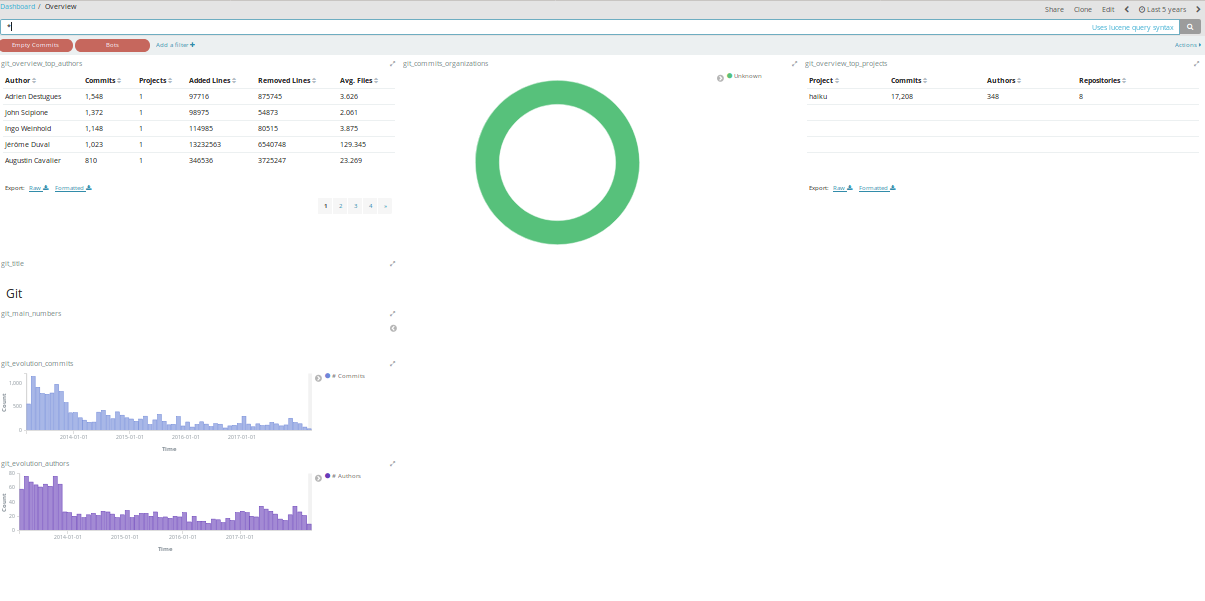 Dashboard / Overview
Share Clone Edit Last 5 years
*
Uses lucene query syntax
Empty Commits Bots Add a filter +
Actions
git_overview_top_authors
Author Commits Projects Added Lines Removed Lines Avg. Files
Adrien Destugues 1,548 1 97716 875745 3.626
John Scipione 1,372 1 98975 54873 2.061
Ingo Weinhold 1,148 1 114985 80515 3.875
Jérôme Duval 1,023 1 13232563 6540748 129.345
Augustin Cavalier 810 1 346536 3725247 23.269
Export: Raw Formatted
1 2 3 4 »
git_commits_organizations
Unknown
git_overview_top_projects
Project Commits Authors Repositories
haiku 17,208 348 8
Export: Raw Formatted
git_title
Git
git_main_numbers
git_evolution_commits
# Commits
Count
1,000
500
0
2014-01-01 2015-01-01 2016-01-01 2017-01-01
Time
git_evolution_authors
# Authors
Count
80
60
40
20
0
2014-01-01 2015-01-01 2016-01-01 2017-01-01
Time